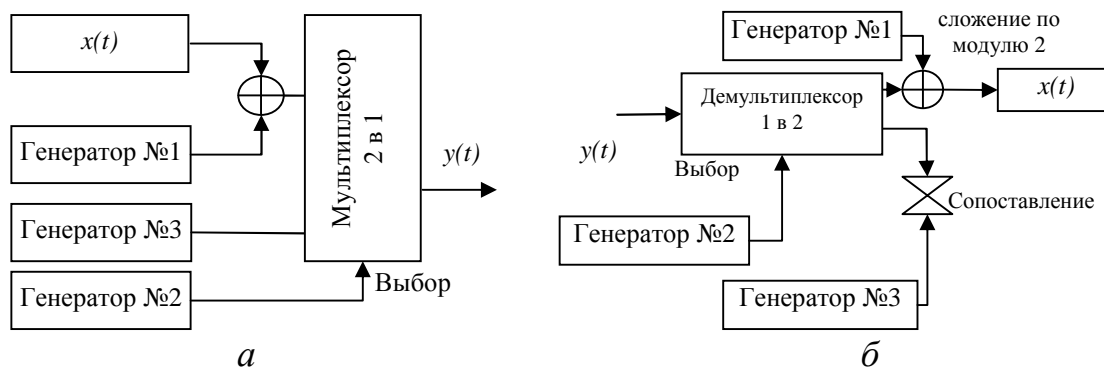 x(t)
Генератор №1
Генератор №3
Генератор №2
Мультиплексор
2 в 1
y(t)
Выбор
а
Генератор №1
сложение по
модулю 2
x(t)
Демультиплексор
1 в 2
y(t)
Выбор
Сопоставление
Генератор №2
Генератор №3
б